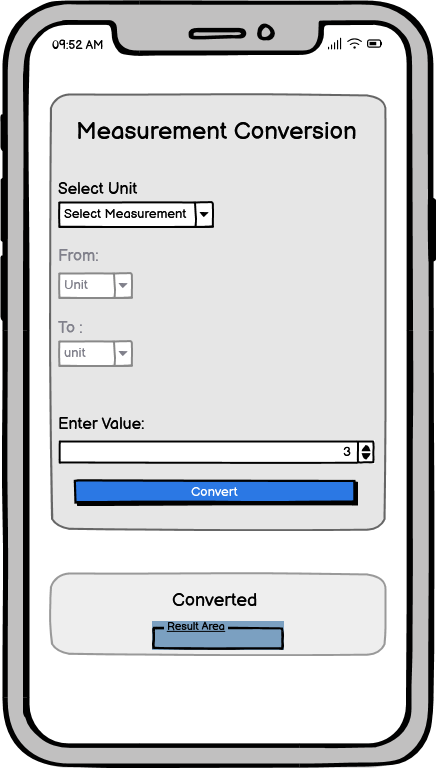 09:52 AM
Measurement Conversion
Select Unit
Select Measurement
From:
Unit
To :
unit
Enter Value:
3
Convert
Converted
Result Area